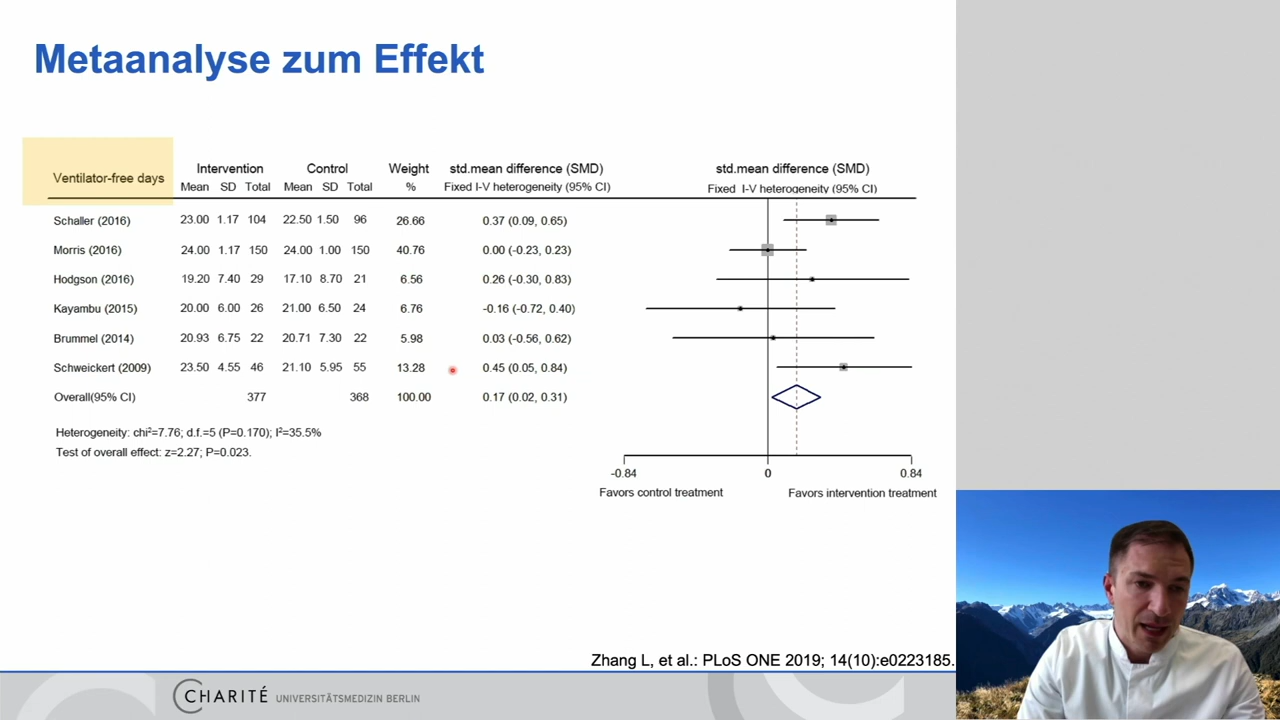 Metaanalyse zum Effekt
Ventilator-free days
Intervention Control Weight std.mean difference (SMD) std.mean difference (SMD)
Mean SD Total Mean SD Total % Fixed I-V heterogeneity (95% CI) Fixed I-V heterogeneity (95% CI)
Schaller (2016) 23.00 1.17 104 22.50 1.50 96 26.66 0.37 (0.09, 0.65)
Morris (2016) 24.00 1.17 150 24.00 1.00 150 40.76 0.00 (-0.23, 0.23)
Hodgson (2016) 19.20 7.40 29 17.10 8.70 21 6.56 0.26 (-0.30, 0.83)
Kayambu (2015) 20.00 6.00 26 21.00 6.50 24 6.76 -0.16 (-0.72, 0.40)
Brummel (2014) 20.93 6.75 22 20.71 7.30 22 5.98 0.03 (-0.56, 0.62)
Schweickert (2009) 23.50 4.55 46 21.10 5.95 55 13.28 0.45 (0.05, 0.84)
Overall(95% CI) 377 368 100.00 0.17 (0.02, 0.31)
Heterogeneity: chi²=7.76; d.f.=5 (P=0.170); I²=35.5%
Test of overall effect: z=2.27; P=0.023.
-0.84 0 0.84
Favors control treatment Favors intervention treatment
Zhang L, et al.: PLoS ONE 2019; 14(10):e0223185.
CHARITÉ UNIVERSITÄTSMEDIZIN BERLIN